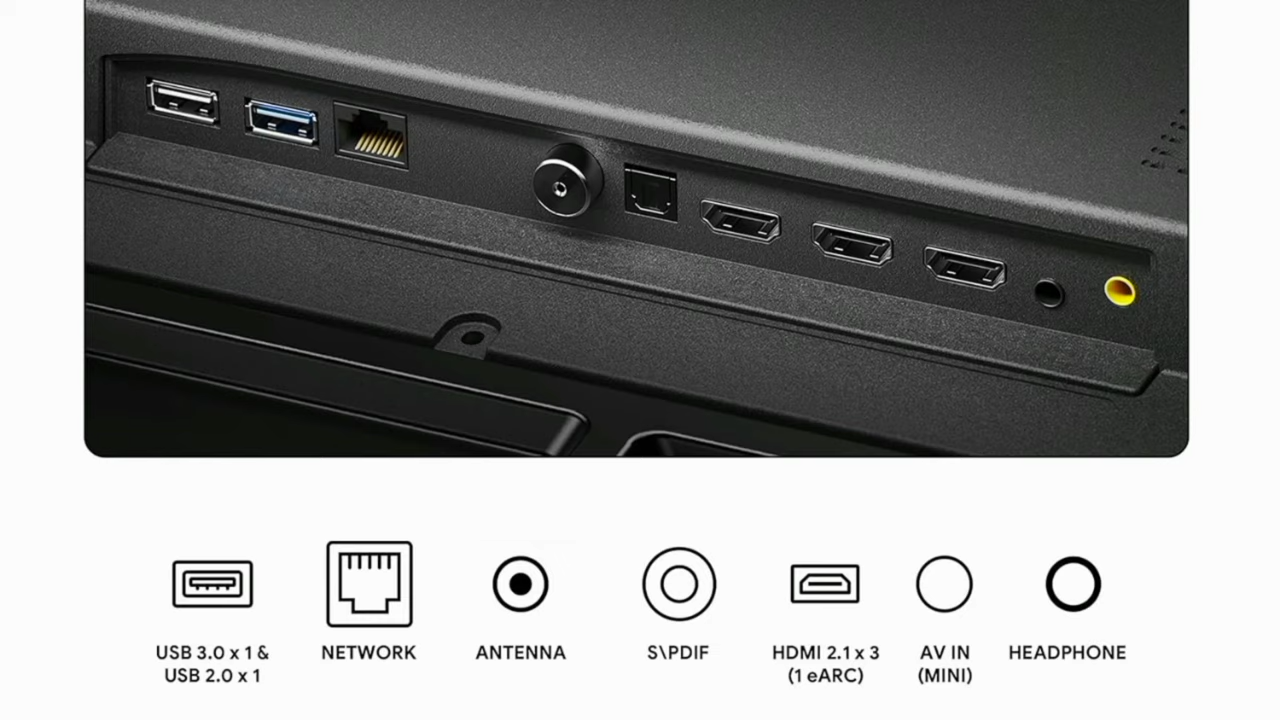 USB 3.0 x 1 &
USB 2.0 x 1
NETWORK
ANTENNA
S\PDIF
HDMI 2.1 x 3
(1 eARC)
AV IN
(MINI)
HEADPHONE